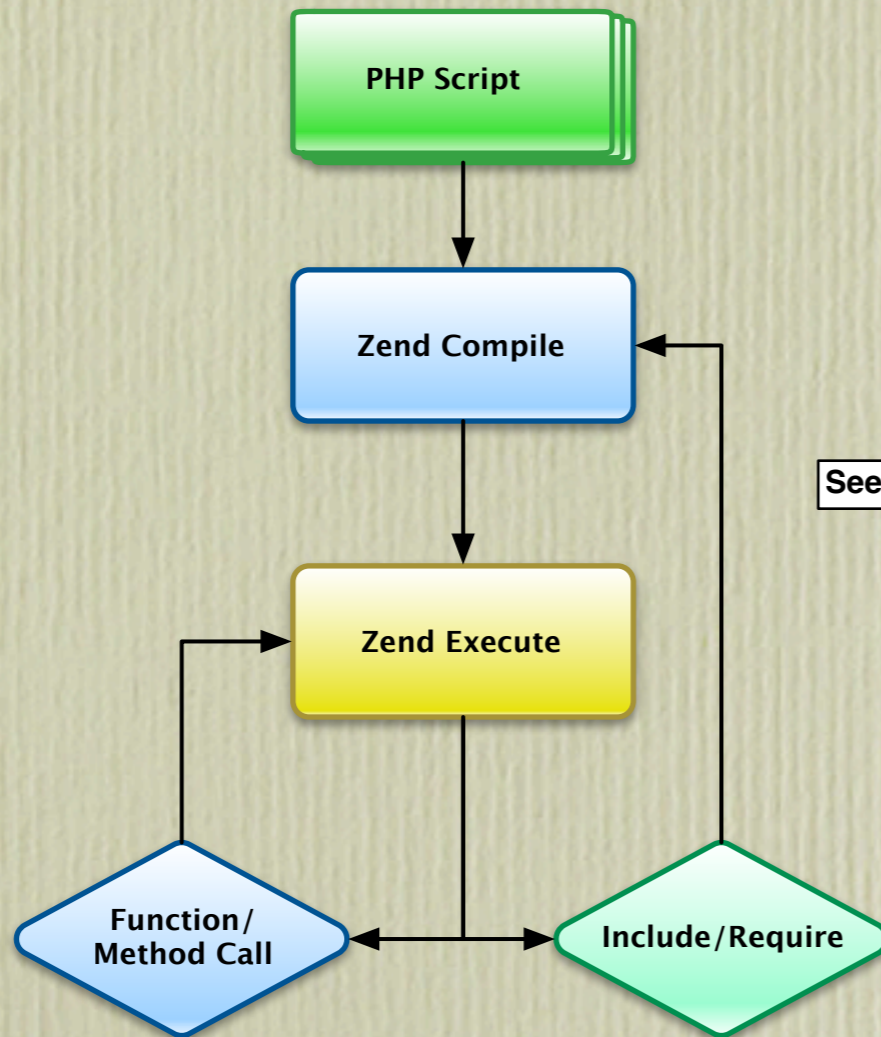 PHP Script
Zend Compile
See
Zend Execute
Function/
Method Call
Include/Require